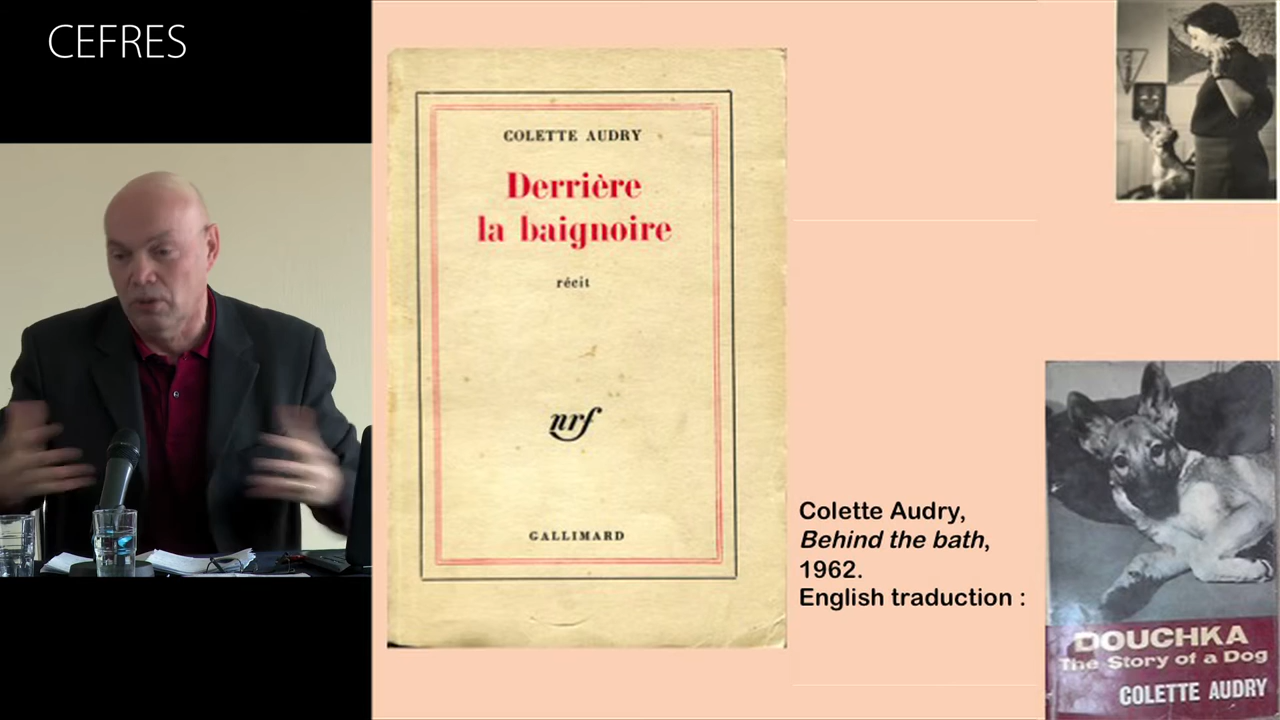 CEFRES
COLETTE AUDRY
Derrière
la baignoire
récit
nrf
GALLIMARD
Colette Audry,
Behind the bath,
1962.
English traduction :
DOUCHKA
The Story of a Dog
COLETTE AUDRY